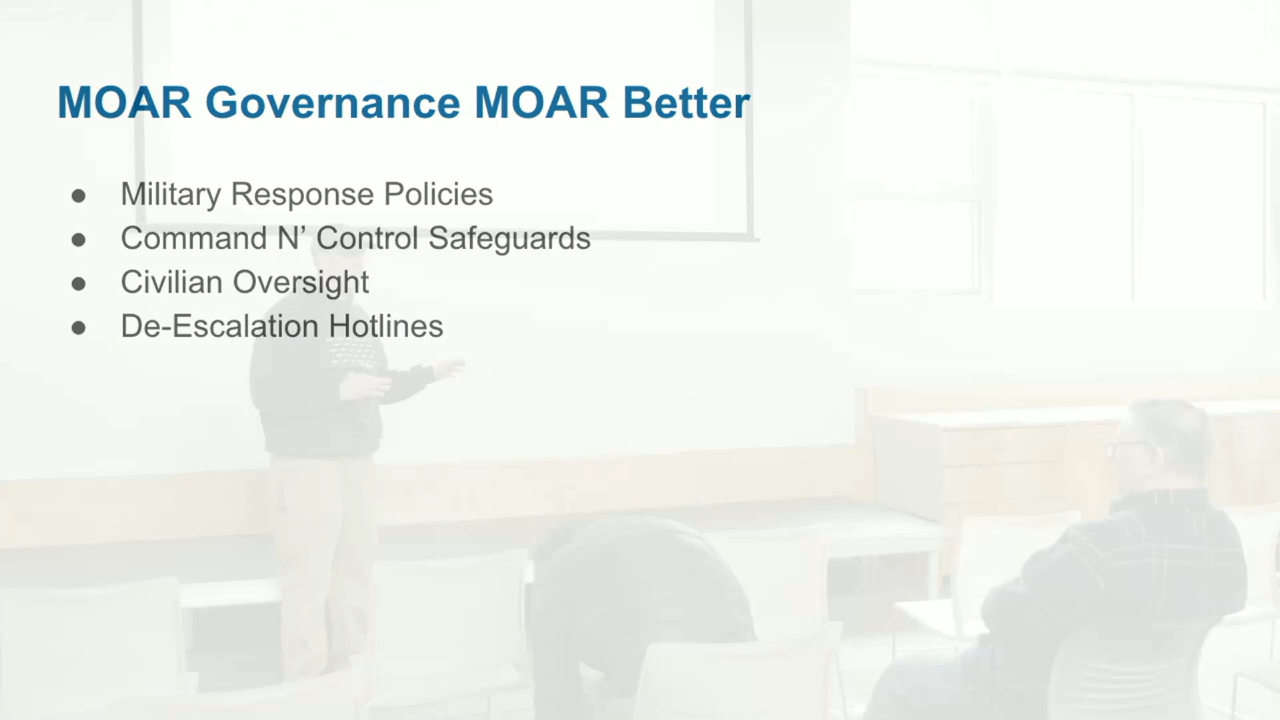 MOAR Governance MOAR Better
● Military Response Policies
● Command N’ Control Safeguards
● Civilian Oversight
● De-Escalation Hotlines